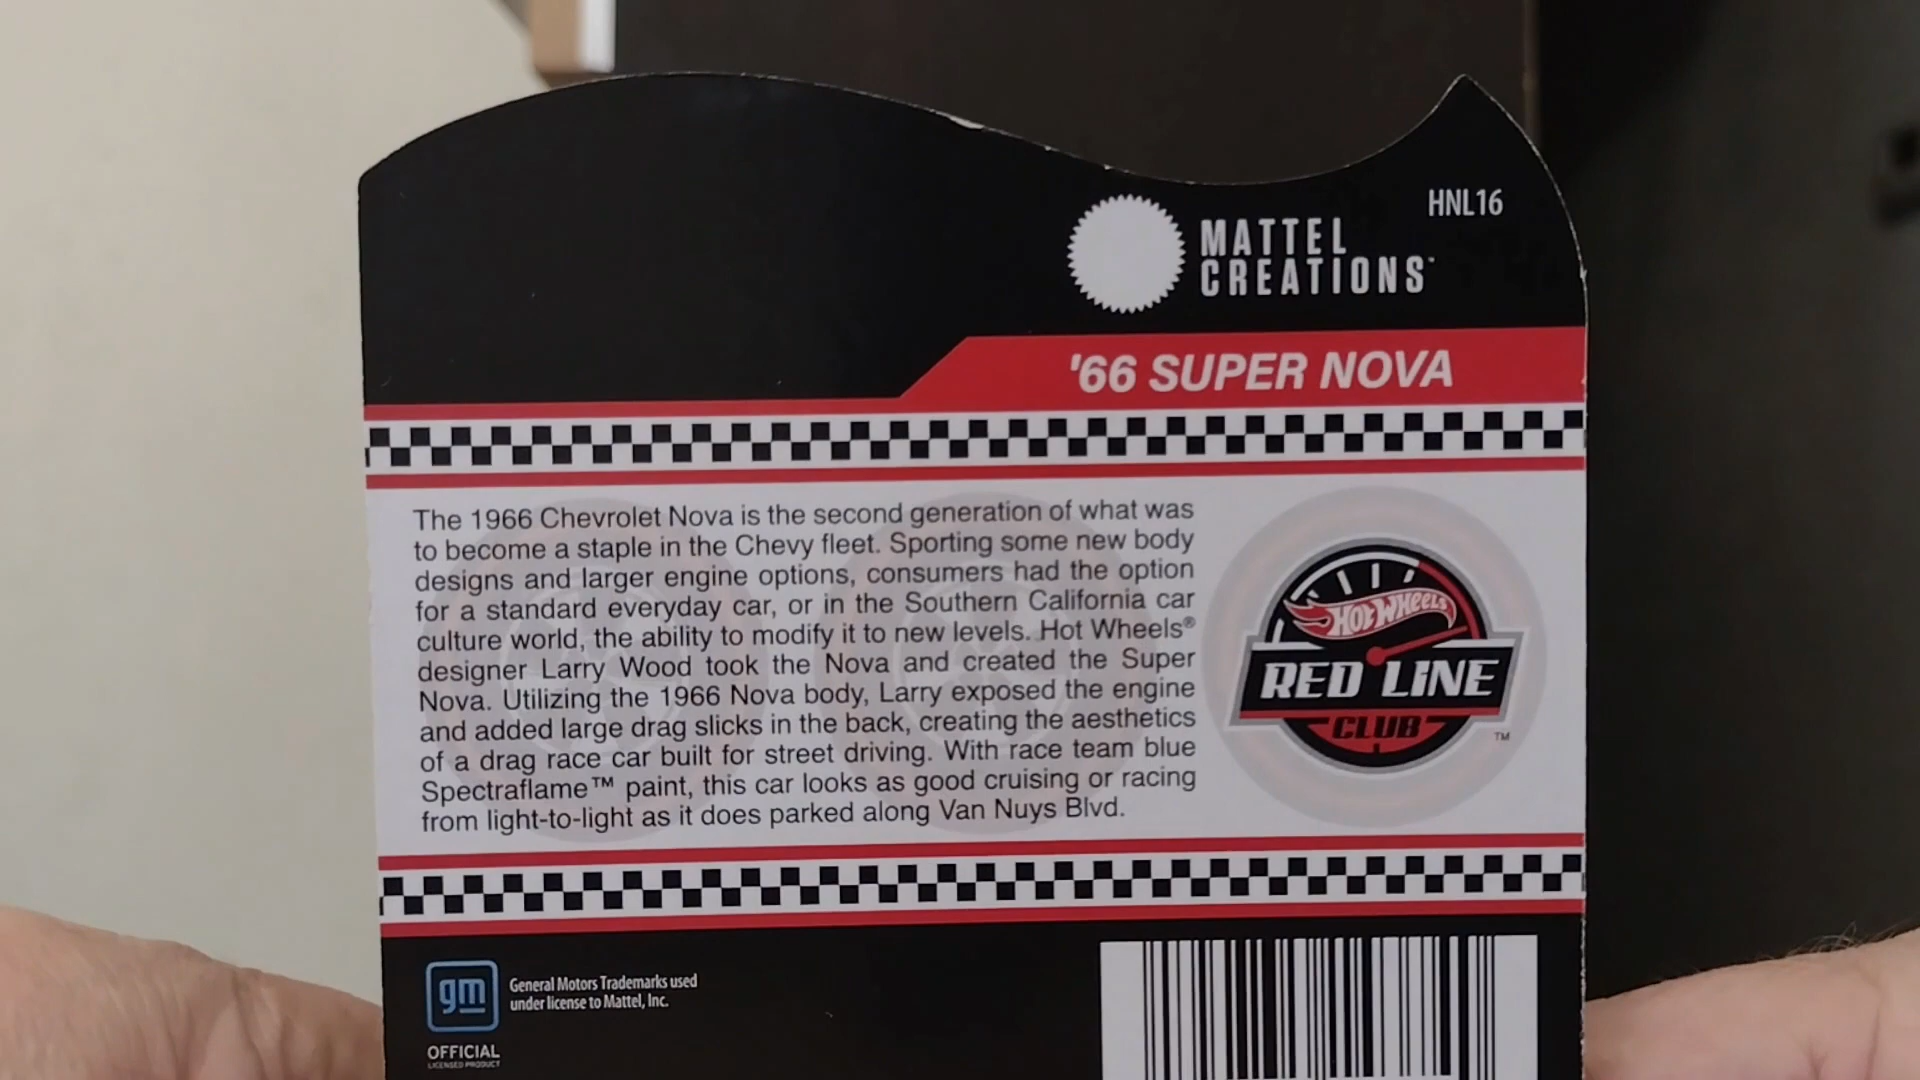 HNL16
MATTEL
CREATIONS™
'66 SUPER NOVA
The 1966 Chevrolet Nova is the second generation of what was
to become a staple in the Chevy fleet. Sporting some new body
designs and larger engine options, consumers had the option
for a standard everyday car, or in the Southern California car
culture world, the ability to modify it to new levels. Hot Wheels®
designer Larry Wood took the Nova and created the Super
Nova. Utilizing the 1966 Nova body, Larry exposed the engine
and added large drag slicks in the back, creating the aesthetics
of a drag race car built for street driving. With race team blue
Spectraflame™ paint, this car looks as good cruising or racing
from light-to-light as it does parked along Van Nuys Blvd.
HOT WHEELS
RED LINE
CLUB
TM
gm
General Motors Trademarks used
under license to Mattel, Inc.
OFFICIAL
LICENSED PRODUCT